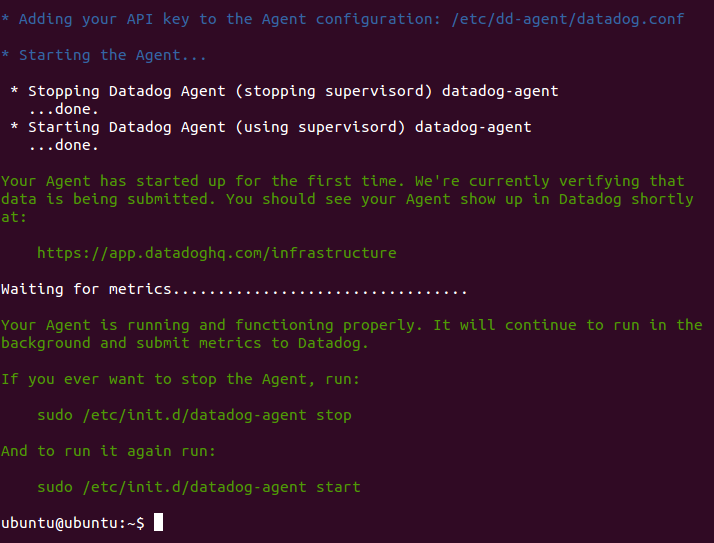 * Adding your API key to the Agent configuration: /etc/dd-agent/datadog.conf
* Starting the Agent...
* Stopping Datadog Agent (stopping supervisord) datadog-agent
...done.
* Starting Datadog Agent (using supervisord) datadog-agent
...done.
Your Agent has started up for the first time. We're currently verifying that
data is being submitted. You should see your Agent show up in Datadog shortly
at:
https://app.datadoghq.com/infrastructure
Waiting for metrics.................................
Your Agent is running and functioning properly. It will continue to run in the
background and submit metrics to Datadog.
If you ever want to stop the Agent, run:
sudo /etc/init.d/datadog-agent stop
And to run it again run:
sudo /etc/init.d/datadog-agent start
ubuntu@ubuntu:~$